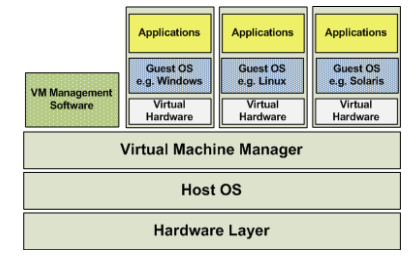 Applications
Applications
Applications
Guest OS
e.g. Windows
Guest OS
e.g. Linux
Guest OS
e.g. Solaris
VM Management
Software
Virtual
Hardware
Virtual
Hardware
Virtual
Hardware
Virtual Machine Manager
Host OS
Hardware Layer